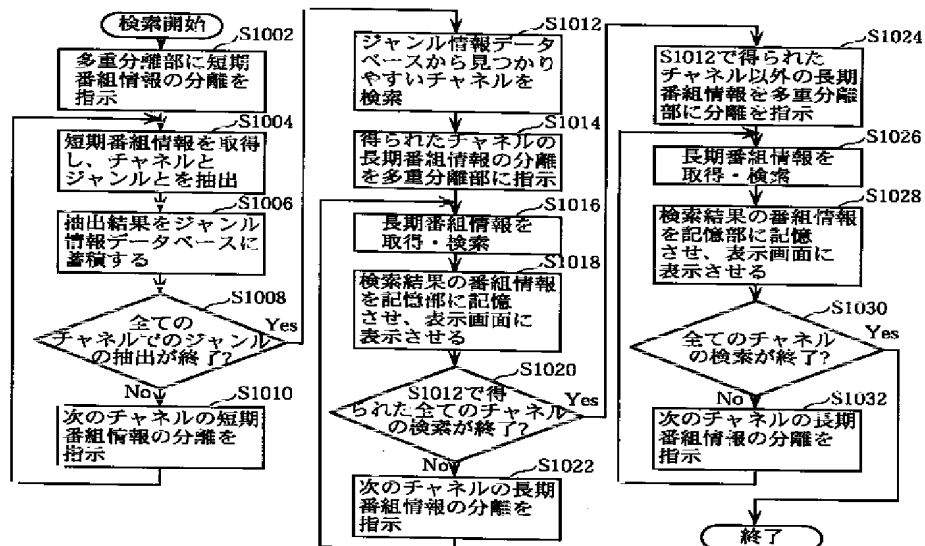 検索開始
S1002
多重分離部に短期
番組情報の分離を
指示
S1004
短期番組情報を取得
し、チャネルと
ジャンルとを抽出
S1006
抽出結果をジャンル
情報データベースに
蓄積する
S1008
全ての
チャネルでのジャンル
の抽出が終了?
Yes
No
S1010
次のチャネルの短期
番組情報の分離を
指示
S1012
ジャンル情報データ
ベースから見つかり
やすいチャネルを
検索
S1014
得られたチャネルの
長期番組情報の分離
を多重分離部に指示
S1016
長期番組情報を
取得・検索
S1018
検索結果の番組情報
を記憶部に記憶
させ、表示画面に
表示させる
S1020
S1012で得
られた全てのチャネル
の検索が終了?
Yes
No
S1022
次のチャネルの長期
番組情報の分離を
指示
S1024
S1012で得られた
チャネル以外の長期
番組情報を多重分離
部に分離を指示
S1026
長期番組情報を
取得・検索
S1028
検索結果の番組情報
を記憶部に記憶
させ、表示画面に
表示させる
S1030
全てのチャネル
の検索が終了?
Yes
No
S1032
次のチャネルの長期
番組情報の分離を
指示
終了